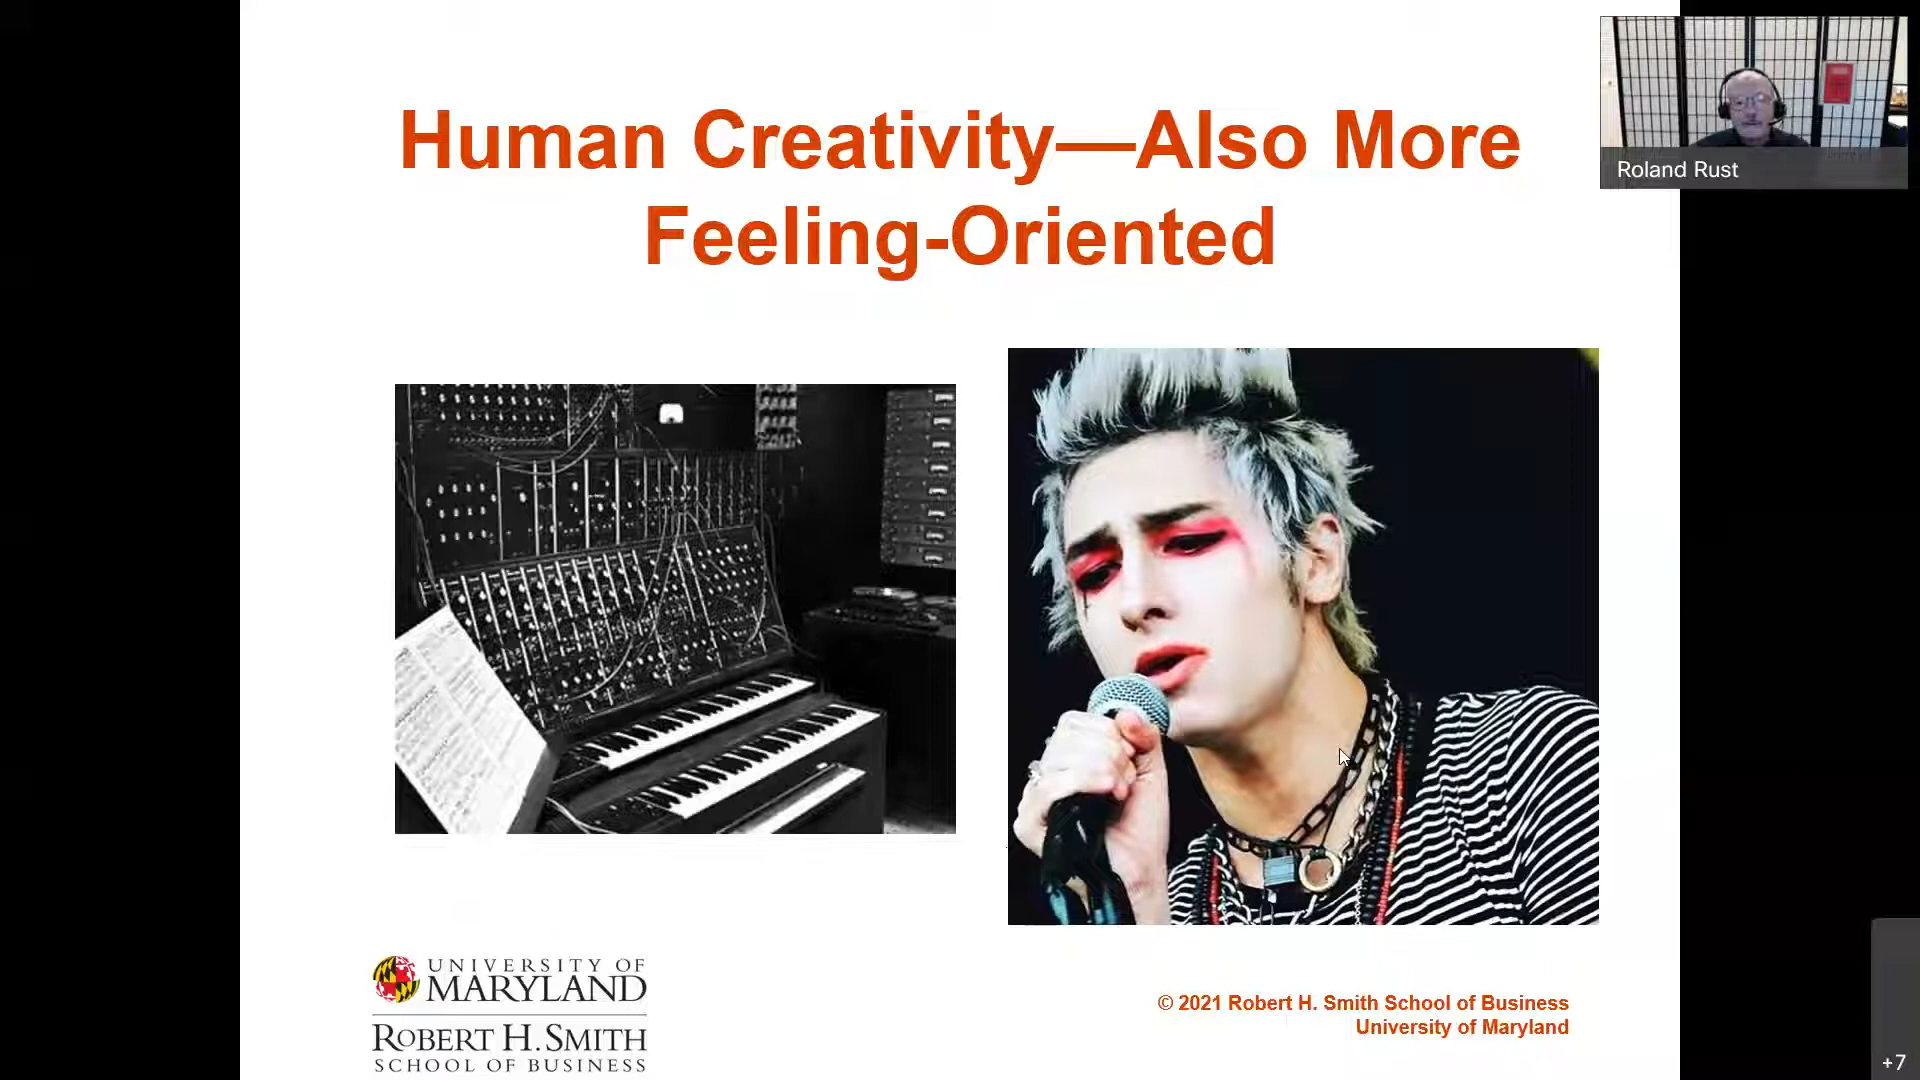 Human Creativity—Also More
Feeling-Oriented
Roland Rust
UNIVERSITY OF
MARYLAND
ROBERT H. SMITH
SCHOOL OF BUSINESS
© 2021 Robert H. Smith School of Business
University of Maryland
+7